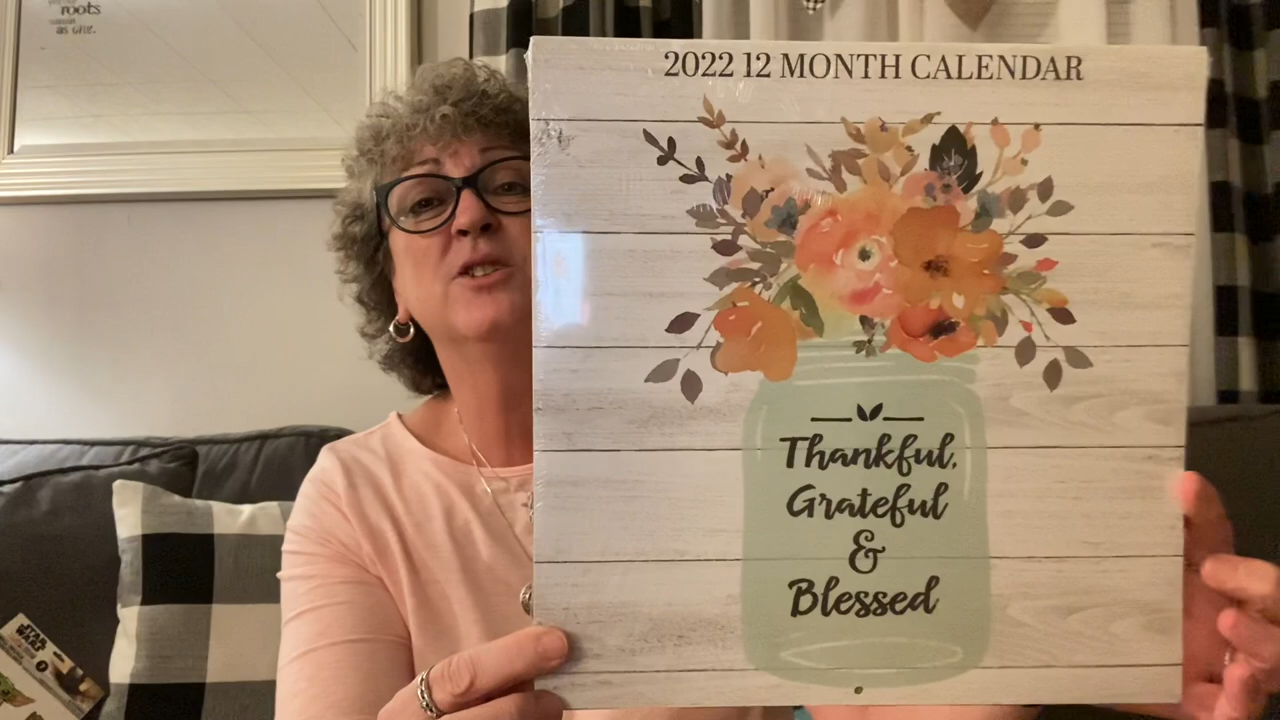 roots
as one.
2022 12 MONTH CALENDAR
Thankful,
Grateful
&
Blessed
STAR
WARS